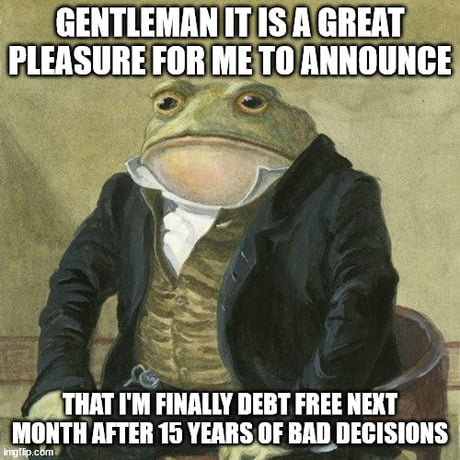 GENTLEMAN IT IS A GREAT
PLEASURE FOR ME TO ANNOUNCE
THAT I'M FINALLY DEBT FREE NEXT
MONTH AFTER 15 YEARS OF BAD DECISIONS
imgflip.com